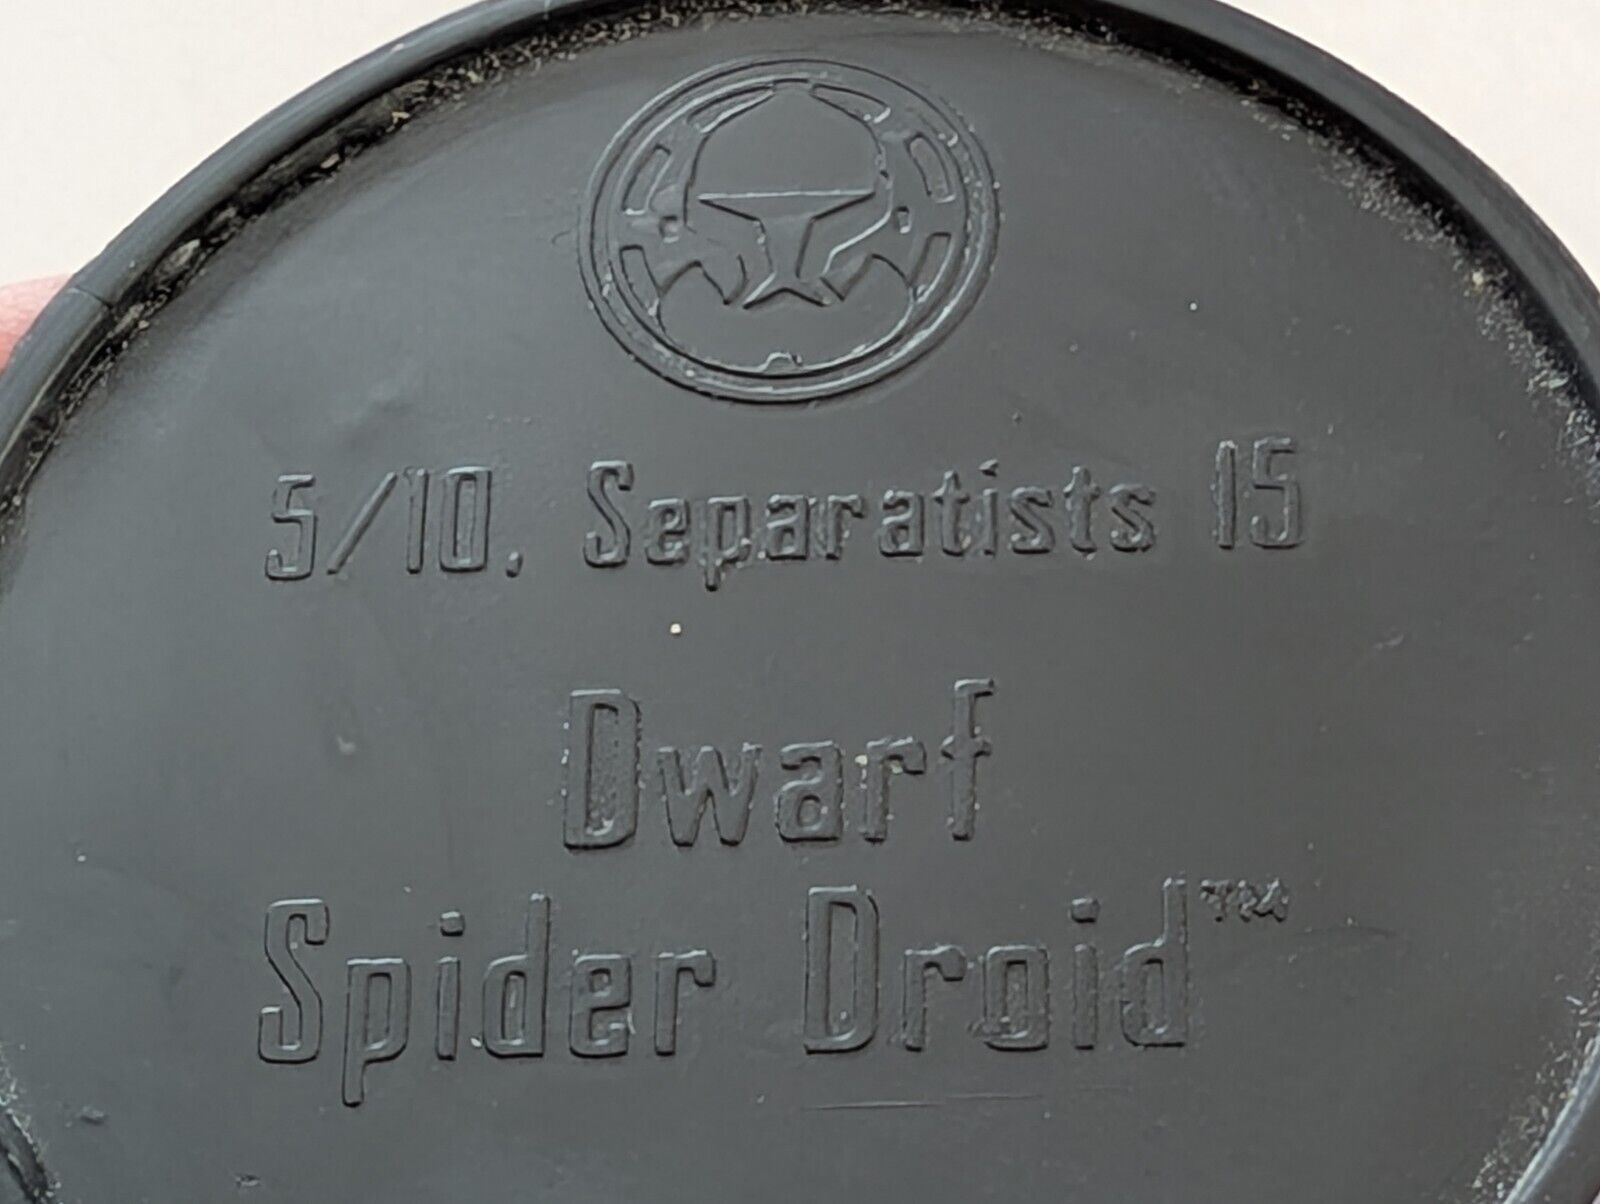 5/10, Separatists 15
Dwarf
Spider Droid™